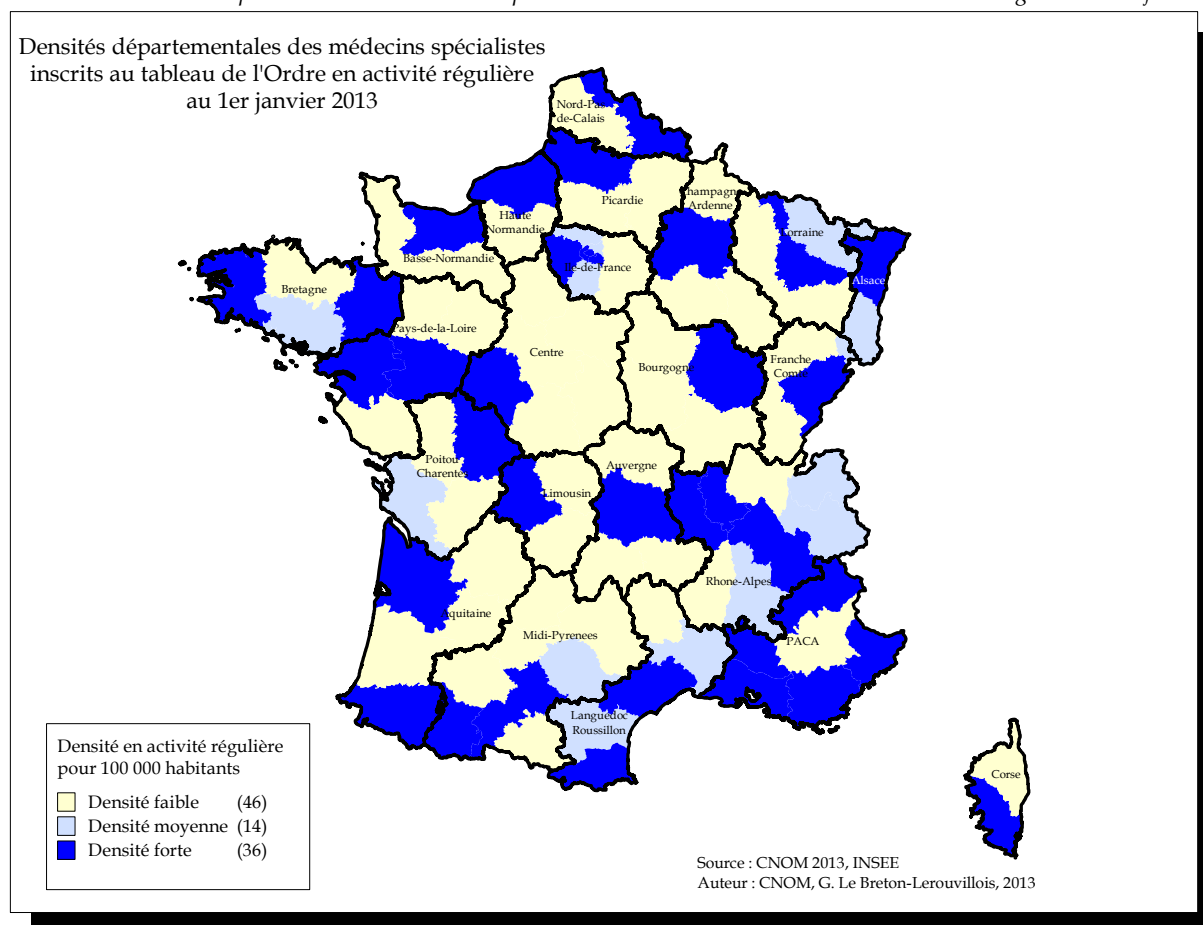 Densités départementales des médecins spécialistes
inscrits au tableau de l'Ordre en activité régulière
au 1er janvier 2013
Nord-Pas
de-Calais
Picardie
Champagne
Ardenne
Haute
Normandie
Lorraine
Basse-Normandie
Ile-de-France
Alsace
Bretagne
Pays-de-la-Loire
Centre
Bourgogne
Franche
Comté
Poitou
Charentes
Auvergne
Limousin
Rhone-Alpes
Aquitaine
Midi-Pyrenees
PACA
Languedoc
Roussillon
Corse
Densité en activité régulière
pour 100 000 habitants
Densité faible (46)
Densité moyenne (14)
Densité forte (36)
Source : CNOM 2013, INSEE
Auteur : CNOM, G. Le Breton-Lerouvillois, 2013